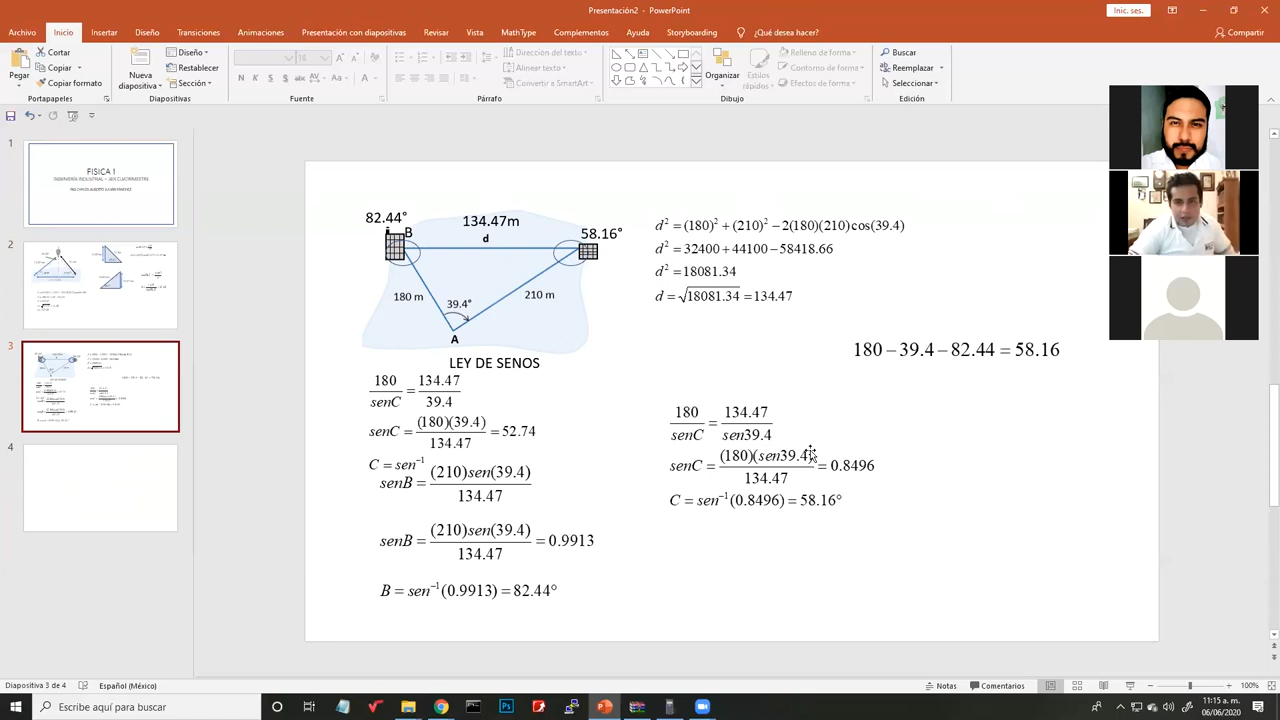 Presentación2 - PowerPoint
Inic. ses.
Archivo Inicio Insertar Diseño Transiciones Animaciones Presentación con diapositivas Revisar Vista MathType Complementos Ayuda Storyboarding ¿Qué desea hacer? Compartir
Pegar
Cortar
Copiar
Copiar formato
Portapapeles
Nueva diapositiva
Diseño
Restablecer
Sección
Diapositivas
18
N K S S abc AV Aa A
Fuente
Dirección del texto
Alinear texto
Convertir a SmartArt
Párrafo
Organizar
Estilos rápidos
Relleno de forma
Contorno de forma
Efectos de forma
Dibujo
Buscar
Reemplazar
Seleccionar
Edición
1
FISICA I
2
3
4
82.44°
134.47m
58.16°
B
d
180 m
39.4°
210 m
A
LEY DE SENOS
180/senC = 134.47/39.4
senC = (180)(39.4)/134.47 = 52.74
C = sen⁻¹
senB = (210)sen(39.4)/134.47
senB = (210)sen(39.4)/134.47 = 0.9913
B = sen⁻¹(0.9913) = 82.44°
d² = (180)² + (210)² − 2(180)(210)cos(39.4)
d² = 32400 + 44100 − 58418.66
d² = 18081.34
d = √18081.34 = 134.47
180 − 39.4 − 82.44 = 58.16
180/senC = 134.47/sen39.4
senC = (180)(sen39.4)/134.47 = 0.8496
C = sen⁻¹(0.8496) = 58.16°
Diapositiva 3 de 4 Español (México) Notas Comentarios 100%
Escribe aquí para buscar
11:15 a. m.
06/06/2020